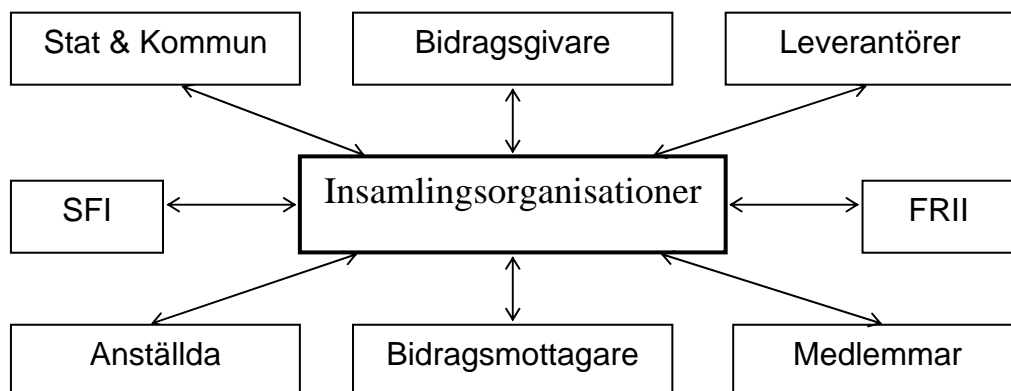 Stat & Kommun
Bidragsgivare
Leverantörer
SFI
Insamlingsorganisationer
FRII
Anställda
Bidragsmottagare
Medlemmar